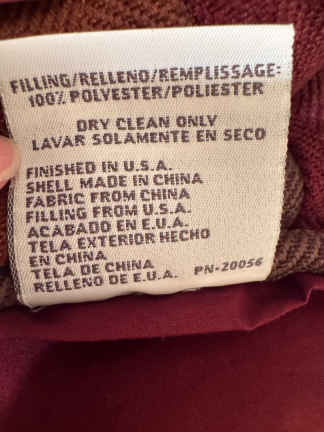 FILLING/RELLENO/REMPLISSAGE:
100% POLYESTER/POLIESTER
DRY CLEAN ONLY
LAVAR SOLAMENTE EN SECO
FINISHED IN U.S.A.
SHELL MADE IN CHINA
FABRIC FROM CHINA
FILLING FROM U.S.A.
ACABADO EN E.U.A.
TELA EXTERIOR HECHO
EN CHINA
TELA DE CHINA
RELLENO DE E.U.A. PN-20056